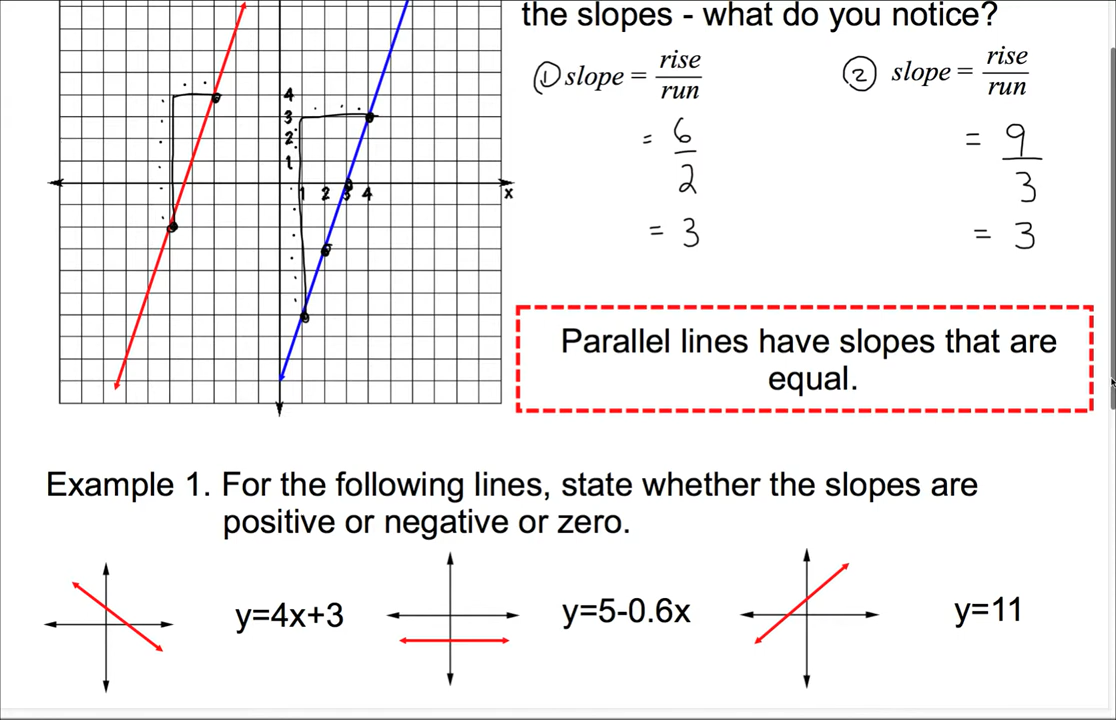 the slopes - what do you notice?
① slope = rise/run
= 6/2
= 3
② slope = rise/run
= 9/3
= 3
4
3
2
1
1 2 3 4 x
Parallel lines have slopes that are
equal.
Example 1. For the following lines, state whether the slopes are
positive or negative or zero.
y=4x+3 y=5-0.6x y=11